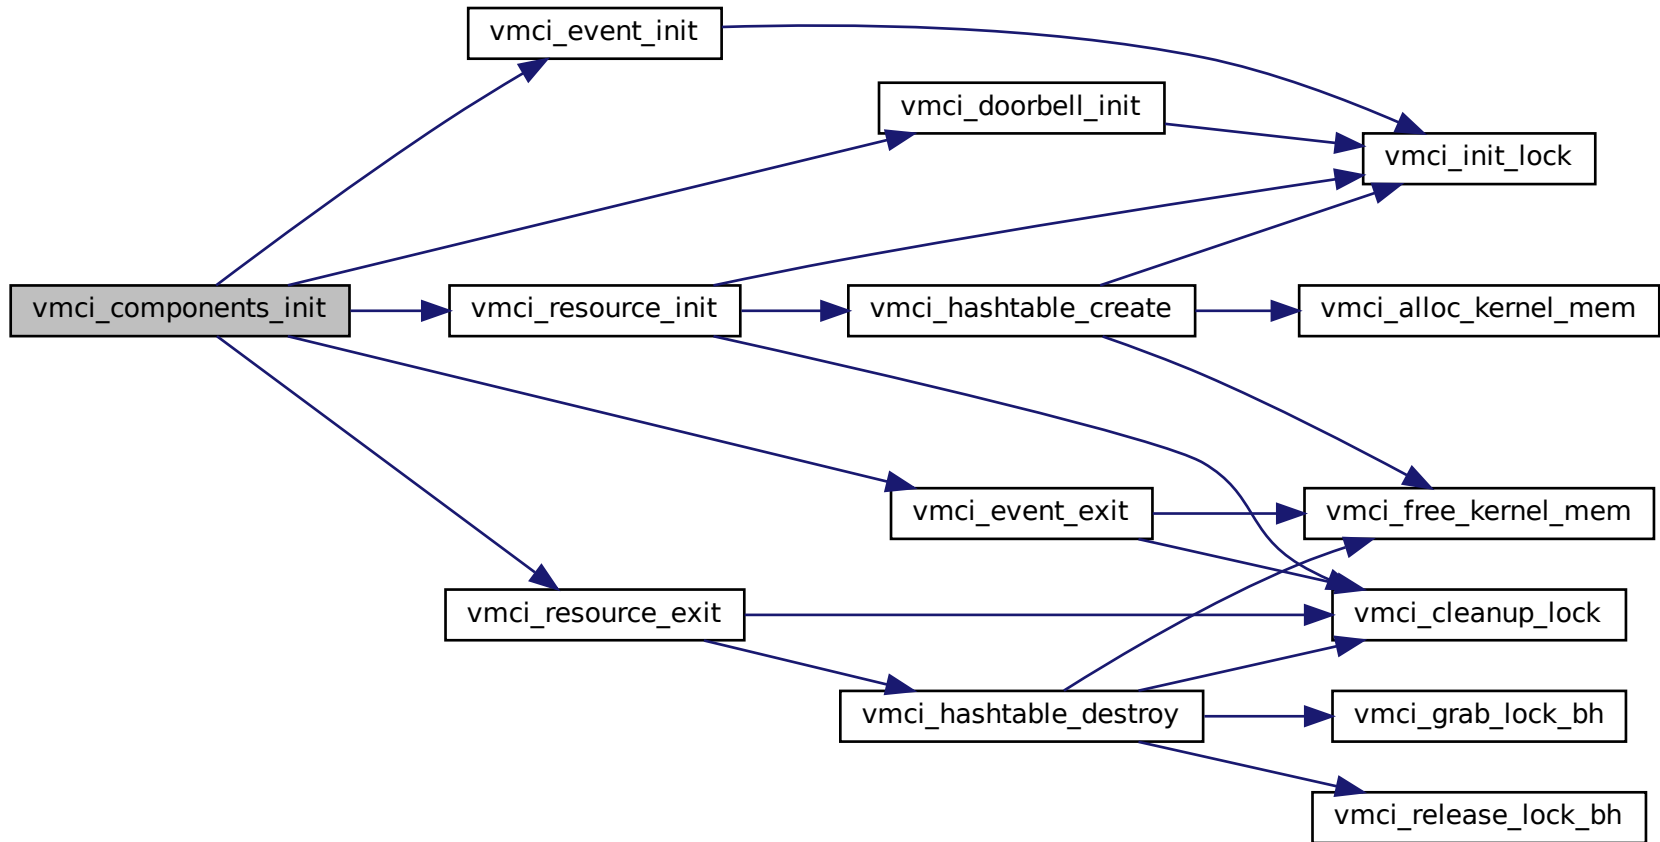 vmci_event_init
vmci_doorbell_init
vmci_init_lock
vmci_components_init
vmci_resource_init
vmci_hashtable_create
vmci_alloc_kernel_mem
vmci_event_exit
vmci_free_kernel_mem
vmci_resource_exit
vmci_cleanup_lock
vmci_hashtable_destroy
vmci_grab_lock_bh
vmci_release_lock_bh